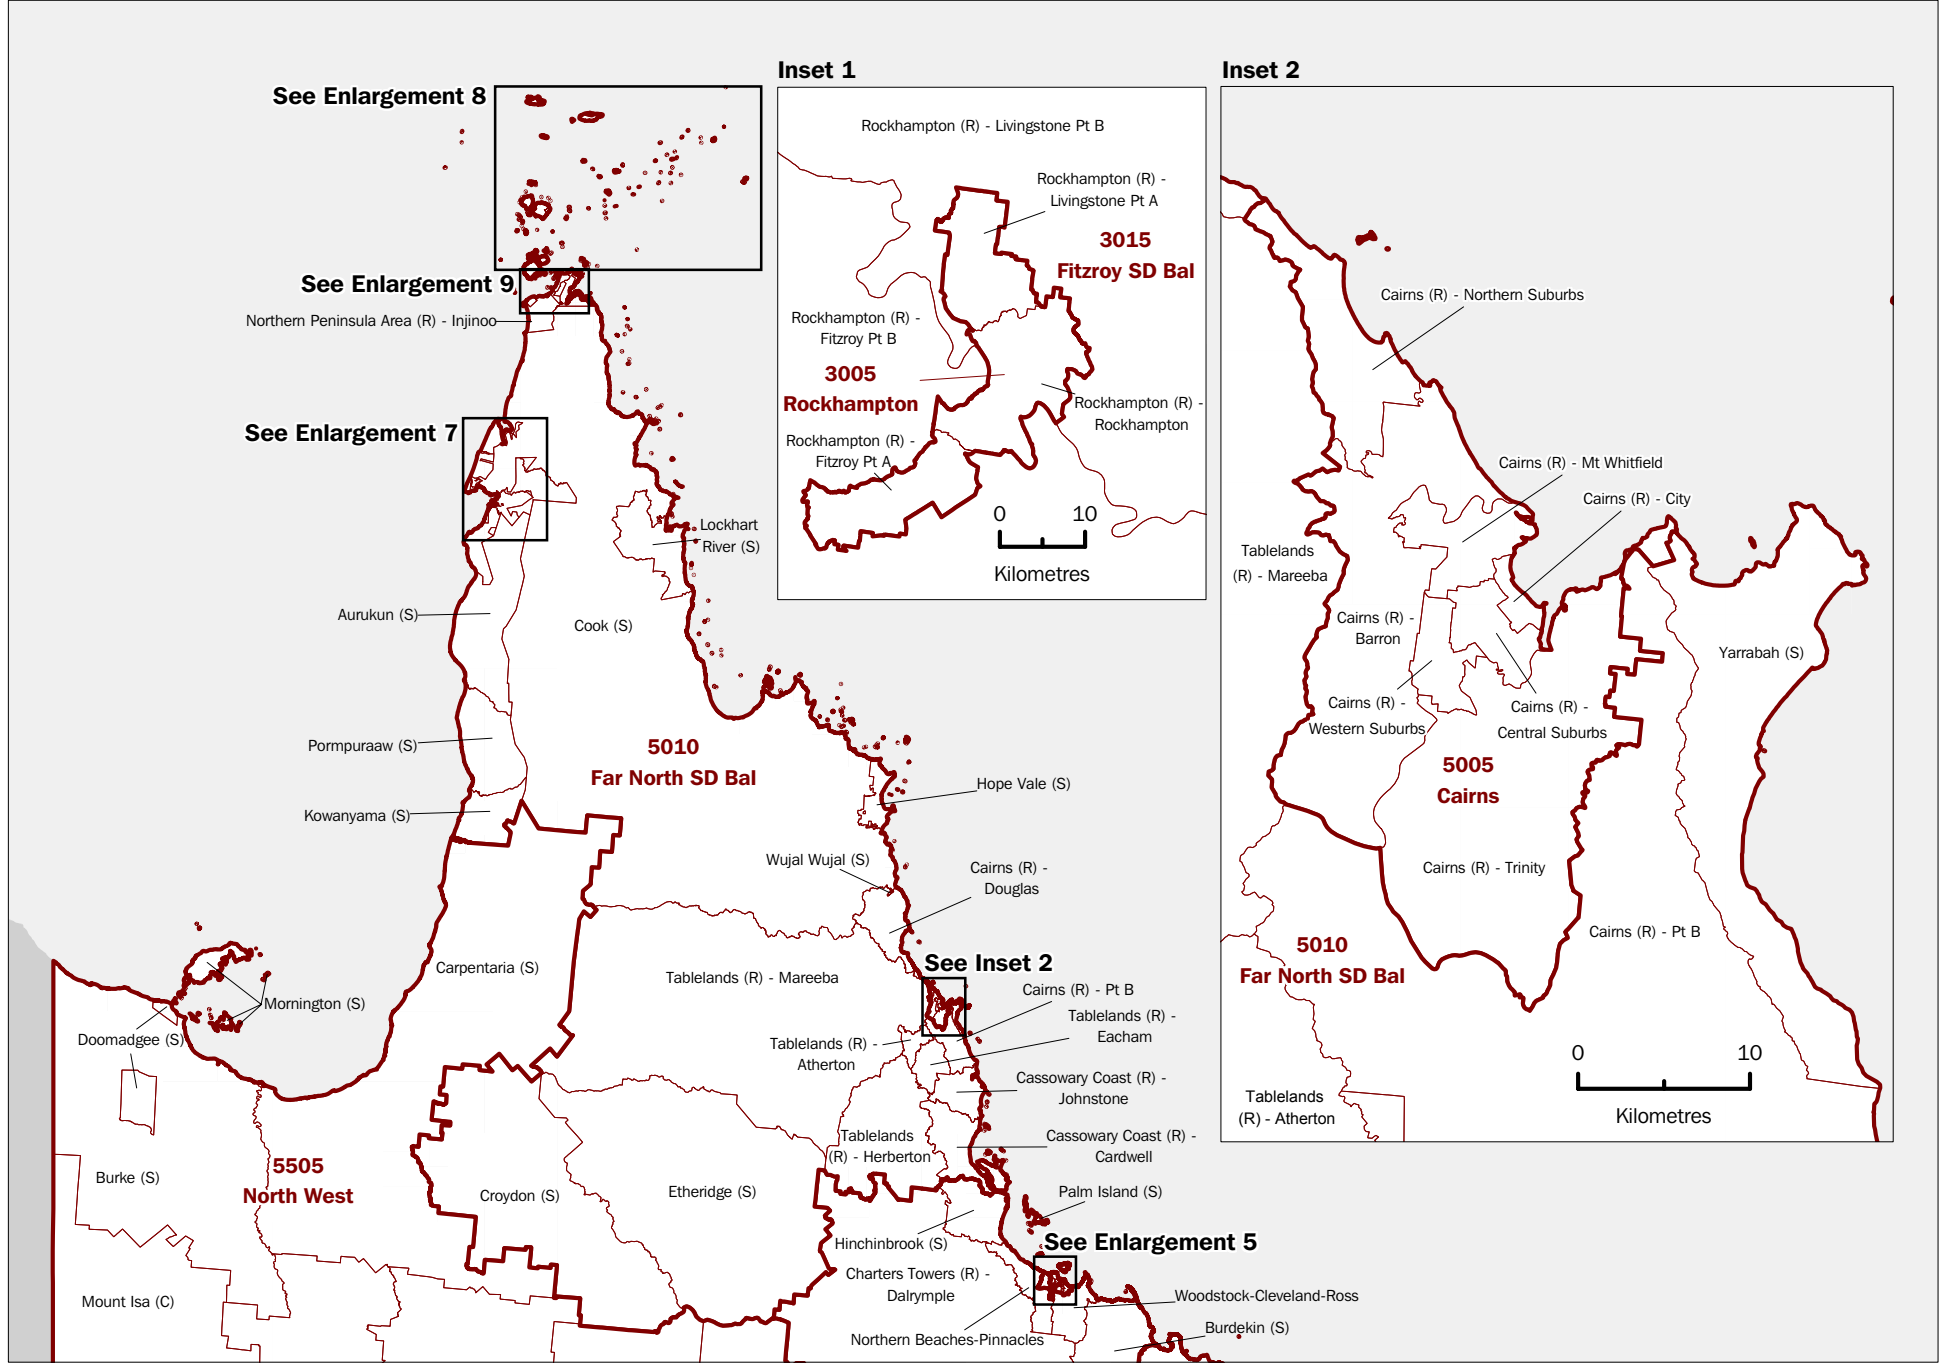 Inset 1
Inset 2
See Enlargement 8
Rockhampton (R) - Livingstone Pt B
Rockhampton (R) -
Livingstone Pt A
3015
Fitzroy SD Bal
See Enlargement 9
Northern Peninsula Area (R) - Injinoo
Rockhampton (R) -
Fitzroy Pt B
3005
Rockhampton
Rockhampton (R) -
Rockhampton
Rockhampton (R) -
Fitzroy Pt A
0 10
Kilometres
Cairns (R) - Northern Suburbs
Cairns (R) - Mt Whitfield
Cairns (R) - City
Tablelands
(R) - Mareeba
Cairns (R) -
Barron
Yarrabah (S)
Cairns (R) -
Western Suburbs
Cairns (R) -
Central Suburbs
5005
Cairns
Cairns (R) - Trinity
Cairns (R) - Pt B
5010
Far North SD Bal
0 10
Kilometres
Tablelands
(R) - Atherton
See Enlargement 7
Lockhart
River (S)
Aurukun (S)
Cook (S)
Pormpuraaw (S)
5010
Far North SD Bal
Hope Vale (S)
Kowanyama (S)
Wujal Wujal (S)
Cairns (R) -
Douglas
See Inset 2
Carpentaria (S)
Tablelands (R) - Mareeba
Cairns (R) - Pt B
Mornington (S)
Tablelands (R) -
Eacham
Doomadgee (S)
Tablelands (R) -
Atherton
Cassowary Coast (R) -
Johnstone
Tablelands
(R) - Herberton
Cassowary Coast (R) -
Cardwell
Burke (S)
5505
North West
Croydon (S)
Etheridge (S)
Palm Island (S)
Hinchinbrook (S)
See Enlargement 5
Charters Towers (R) -
Dalrymple
Mount Isa (C)
Woodstock-Cleveland-Ross
Northern Beaches-Pinnacles
Burdekin (S)